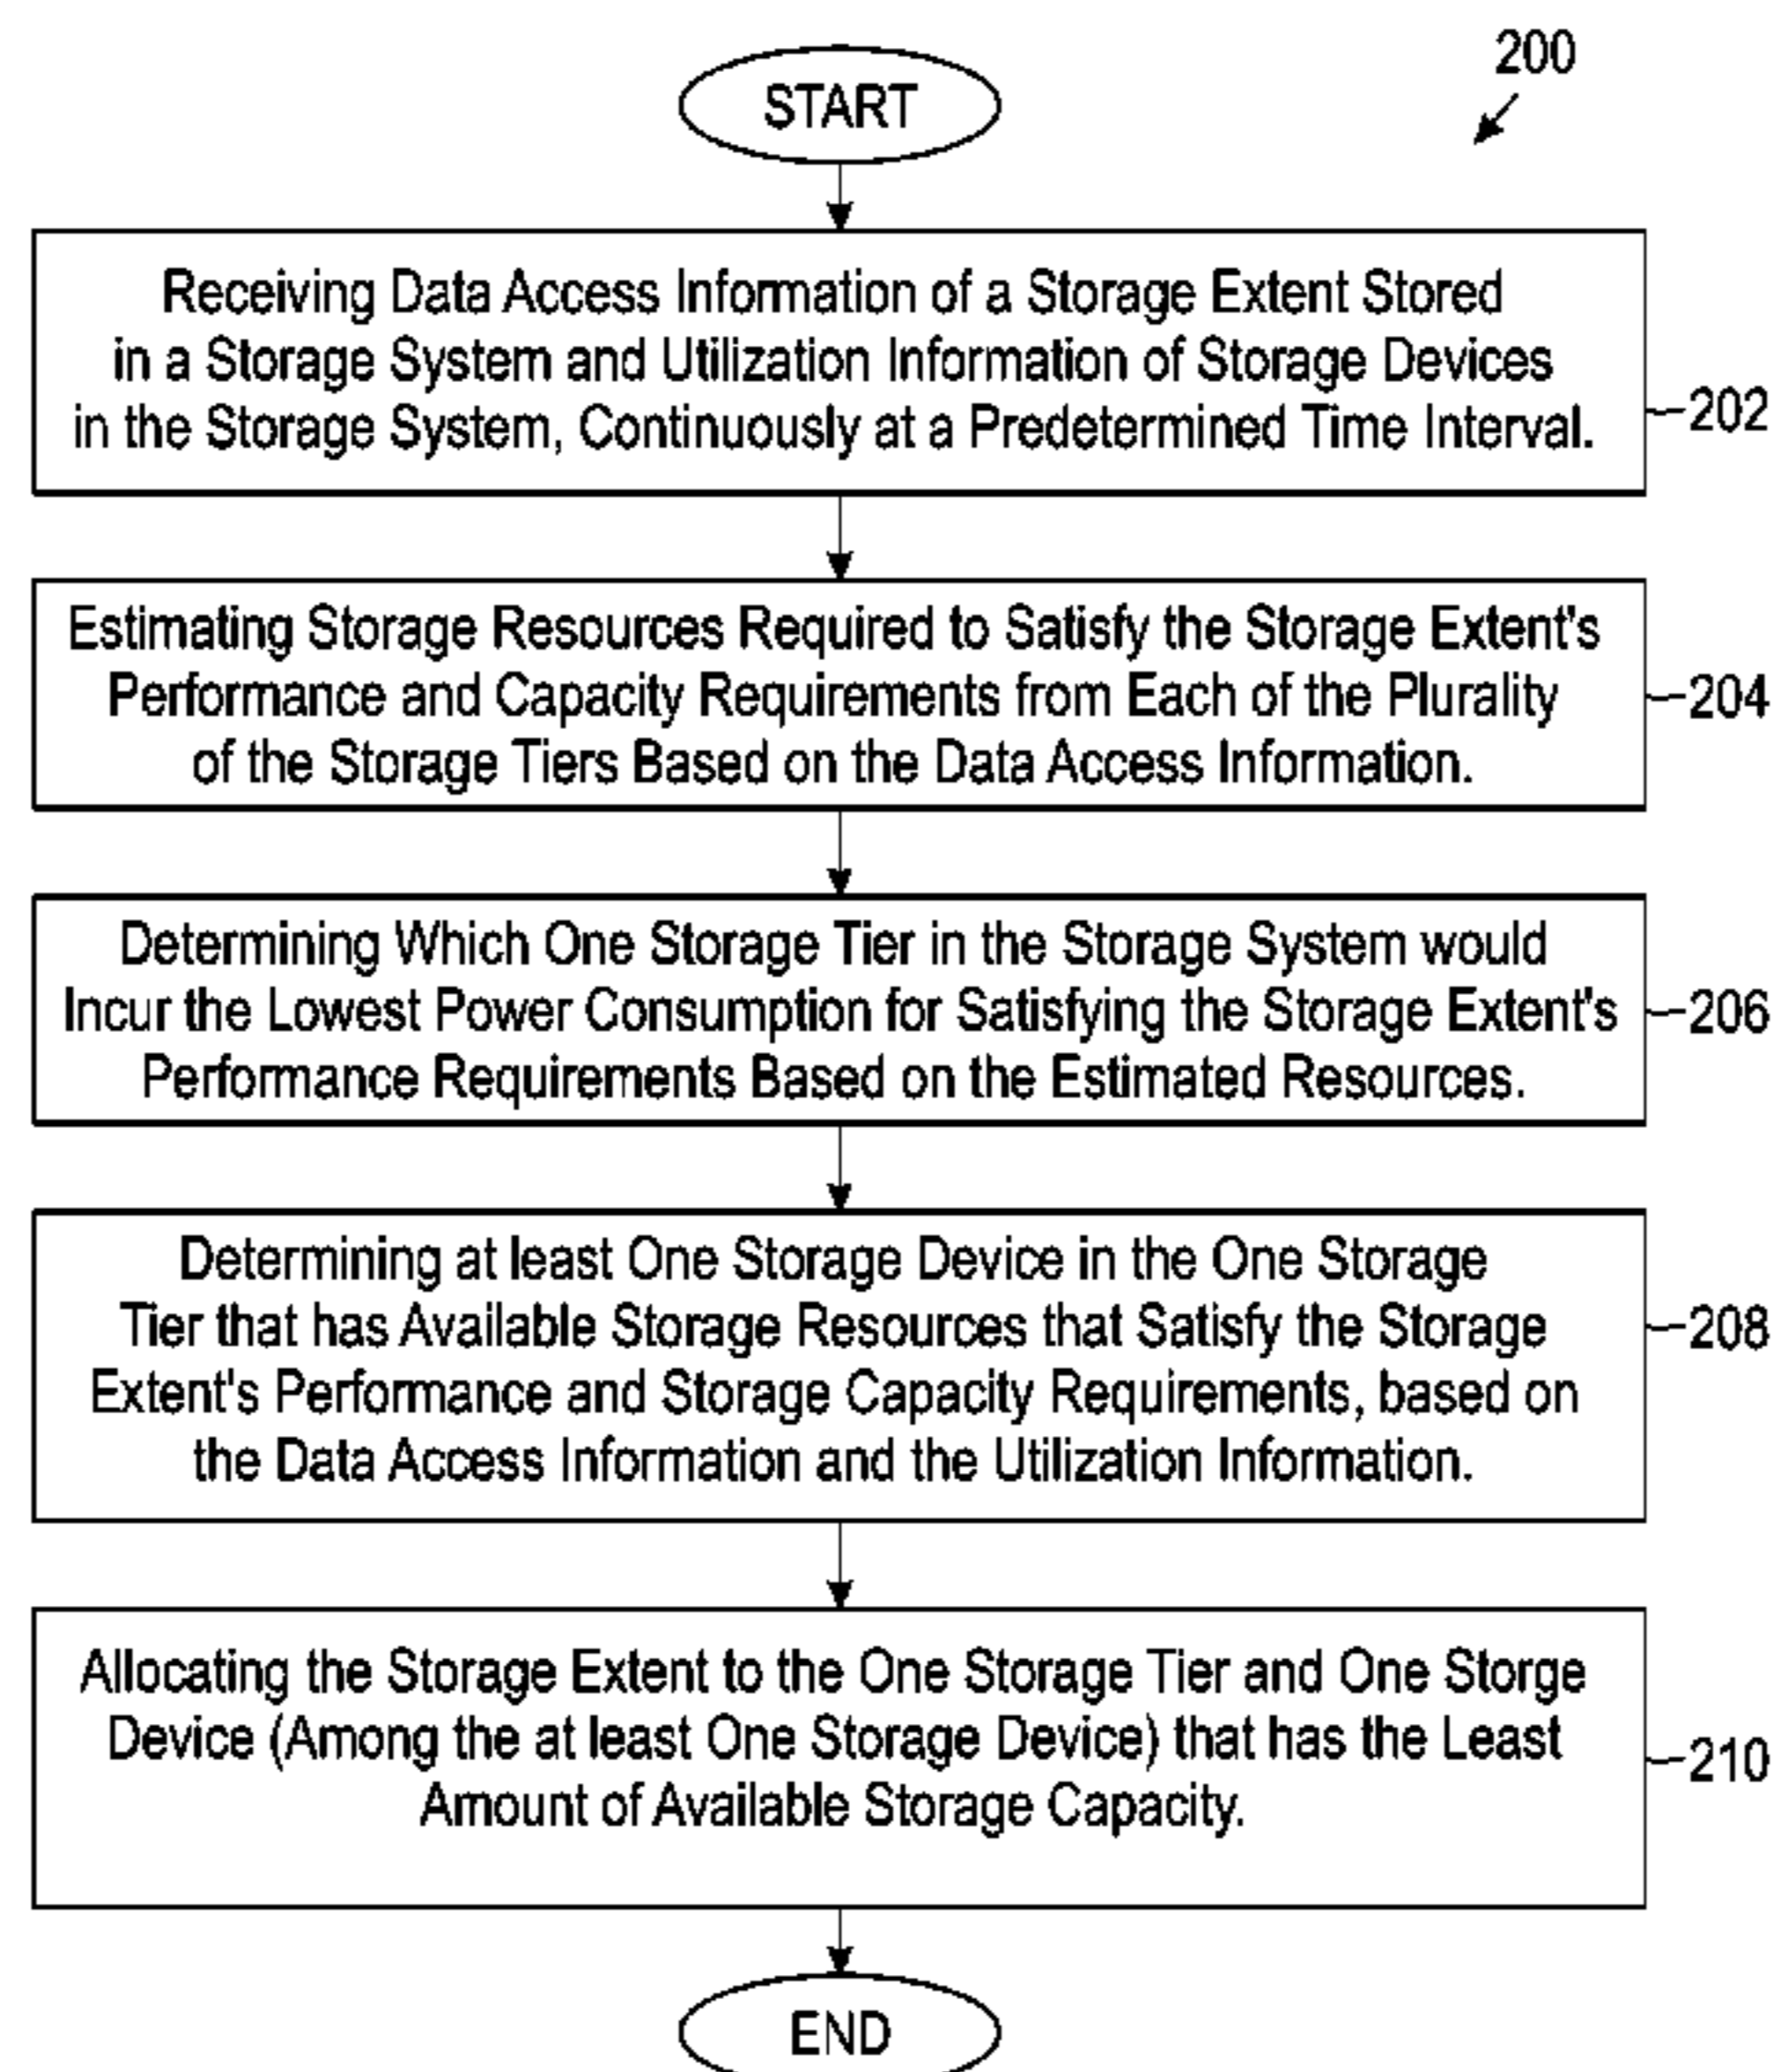 200
START
Receiving Data Access Information of a Storage Extent Stored
in a Storage System and Utilization Information of Storage Devices
in the Storage System, Continuously at a Predetermined Time Interval.
202
Estimating Storage Resources Required to Satisfy the Storage Extent's
Performance and Capacity Requirements from Each of the Plurality
of the Storage Tiers Based on the Data Access Information.
204
Determining Which One Storage Tier in the Storage System would
Incur the Lowest Power Consumption for Satisfying the Storage Extent's
Performance Requirements Based on the Estimated Resources.
206
Determining at least One Storage Device in the One Storage
Tier that has Available Storage Resources that Satisfy the Storage
Extent's Performance and Storage Capacity Requirements, based on
the Data Access Information and the Utilization Information.
208
Allocating the Storage Extent to the One Storage Tier and One Storge
Device (Among the at least One Storage Device) that has the Least
Amount of Available Storage Capacity.
210
END